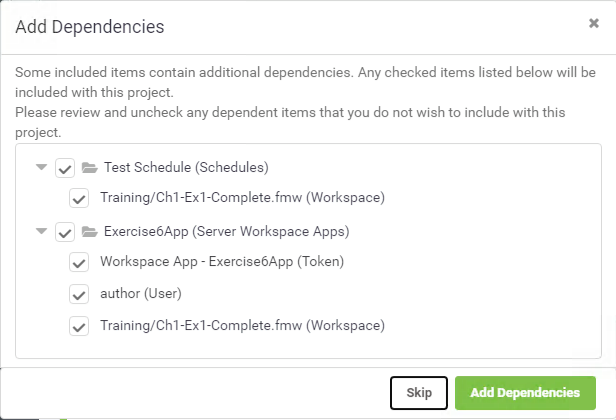 Add Dependencies
Some included items contain additional dependencies. Any checked items listed below will be
included with this project.
Please review and uncheck any dependent items that you do not wish to include with this
project.
Test Schedule (Schedules)
Training/Ch1-Ex1-Complete.fmw (Workspace)
Exercise6App (Server Workspace Apps)
Workspace App - Exercise6App (Token)
author (User)
Training/Ch1-Ex1-Complete.fmw (Workspace)
Skip
Add Dependencies